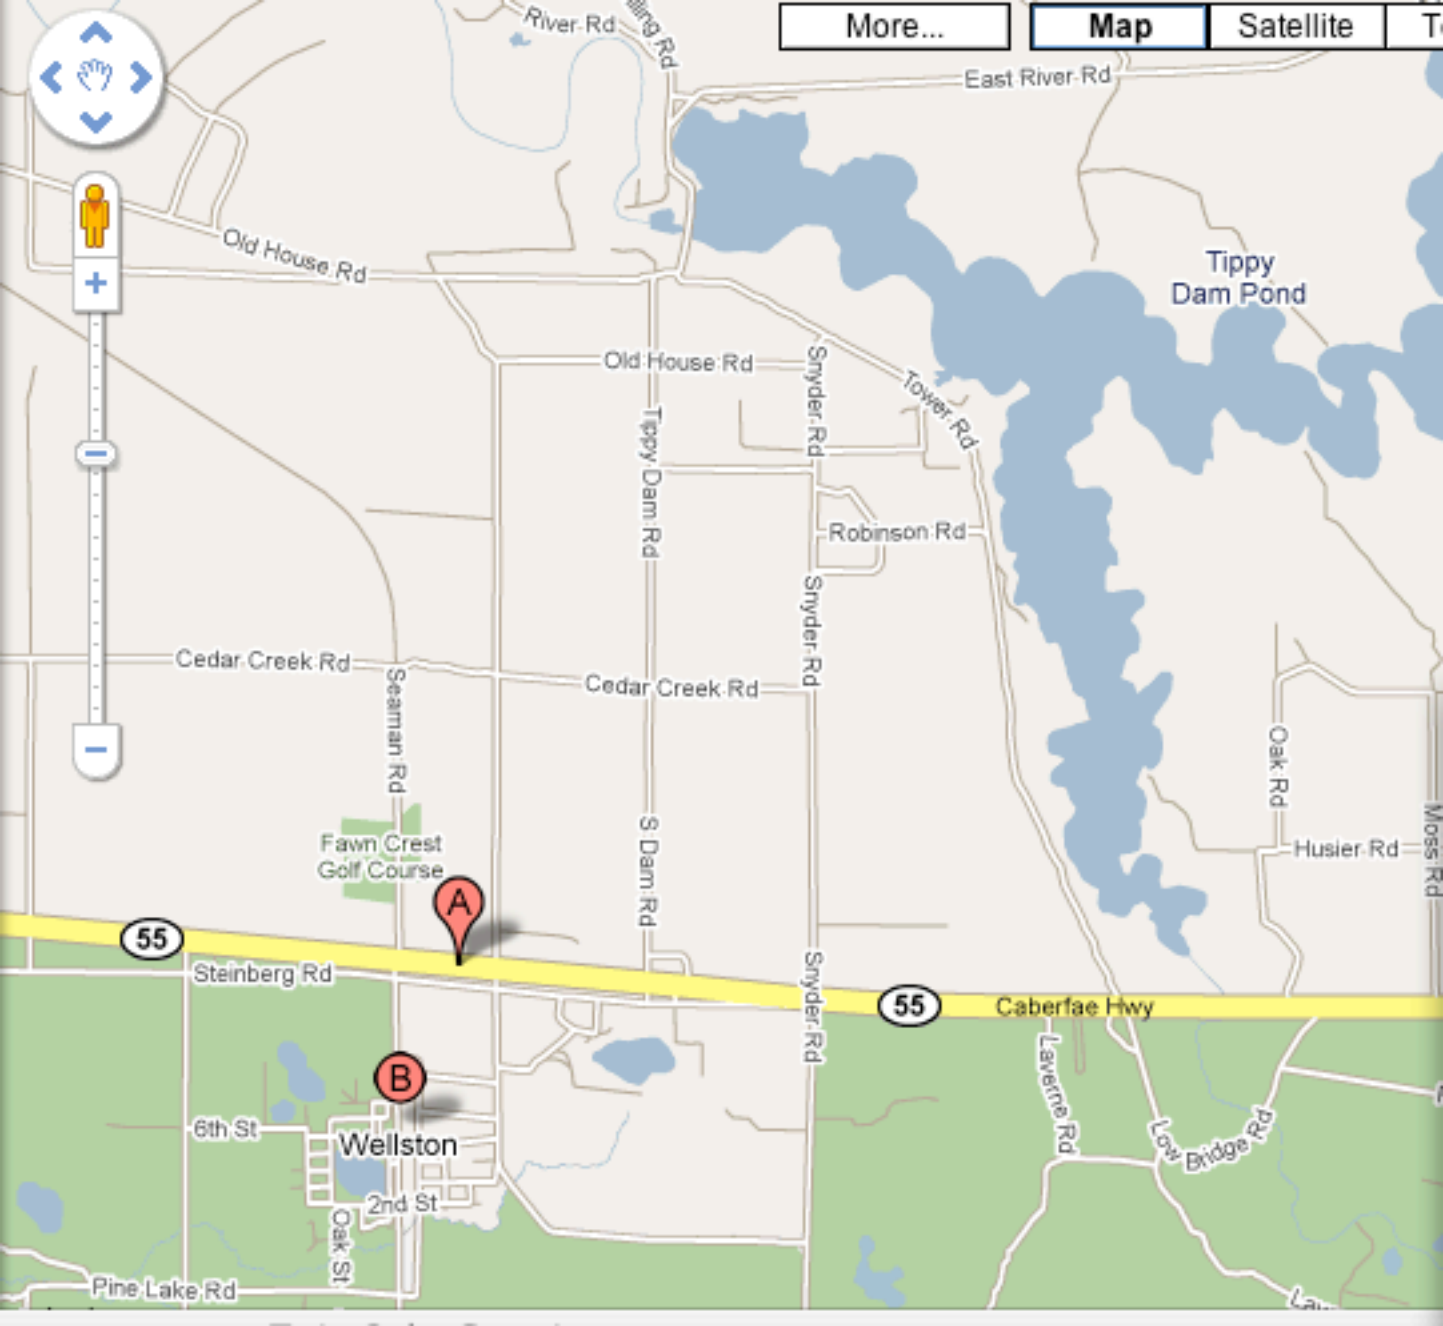 River Rd
More...
Map
Satellite
East River Rd
Old House Rd
Tippy
Dam Pond
Old House Rd
Snyder Rd
Tower Rd
Tippy Dam Rd
Robinson Rd
Snyder Rd
Cedar Creek Rd
Cedar Creek Rd
Seaman Rd
Oak Rd
Fawn Crest
Golf Course
S Dam Rd
Husier Rd
Moss Rd
A
55
Steinberg Rd
Snyder Rd
55
Caberfae Hwy
B
Laverne Rd
6th St
Wellston
Low Bridge Rd
2nd St
Oak St
Pine Lake Rd